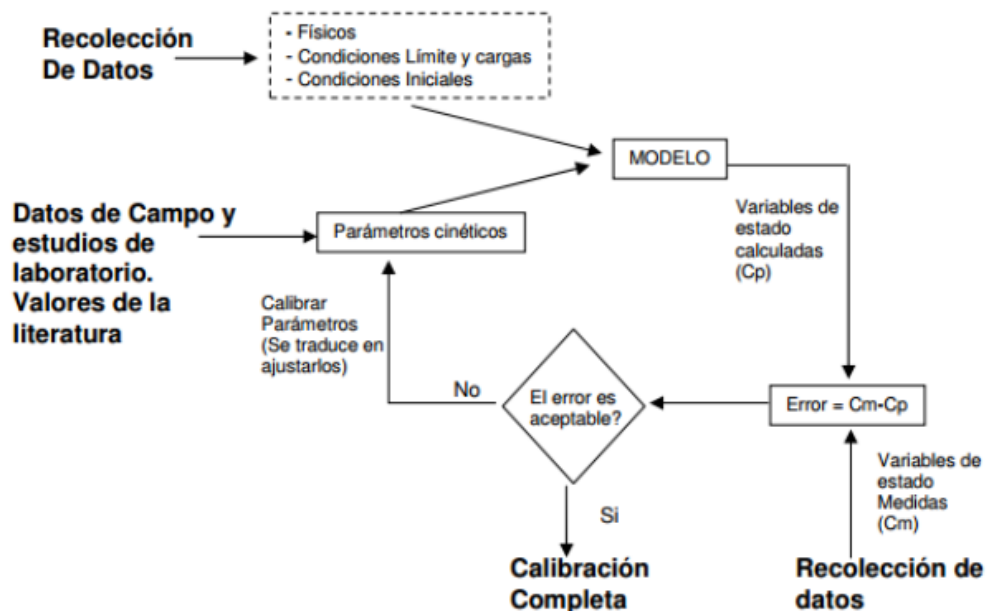 Recolección
De Datos
- Físicos
- Condiciones Límite y cargas
- Condiciones Iniciales
MODELO
Datos de Campo y
estudios de
laboratorio.
Valores de la
literatura
Parámetros cinéticos
Variables de
estado
calculadas
(Cp)
Calibrar
Parámetros
(Se traduce en
ajustarlos)
No
El error es
aceptable?
Error = Cm-Cp
Variables de
estado
Medidas
(Cm)
Si
Calibración
Completa
Recolección de
datos